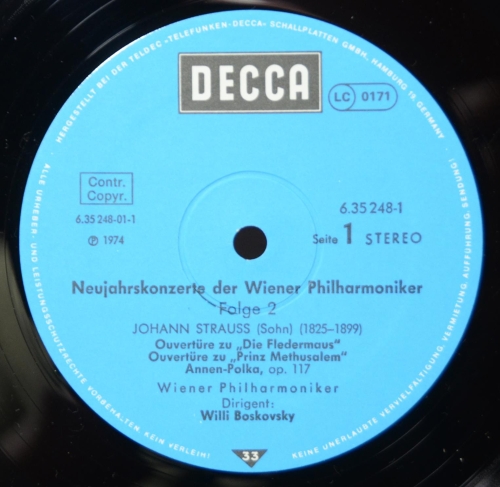 HERGESTELLT BEI DER TELDEC »TELEFUNKEN-DECCA« SCHALLPLATTEN GMBH, HAMBURG 19, GERMANY
DECCA
LC 0171
Contr.
Copyr.
6.35 248-01-1
Ⓟ 1974
6.35 248-1
Seite 1 STEREO
Neujahrskonzerte der Wiener Philharmoniker
Folge 2
JOHANN STRAUSS (Sohn) (1825-1899)
Ouvertüre zu „Die Fledermaus"
Ouvertüre zu „Prinz Methusalem"
Annen-Polka, op. 117
Wiener Philharmoniker
Dirigent:
Willi Boskovsky
33
ALLE URHEBER- UND LEISTUNGSSCHUTZRECHTE VORBEHALTEN. KEIN VERLEIH!
KEINE UNERLAUBTE VERVIELFÄLTIGUNG, VERMIETUNG, AUFFÜHRUNG, SENDUNG!